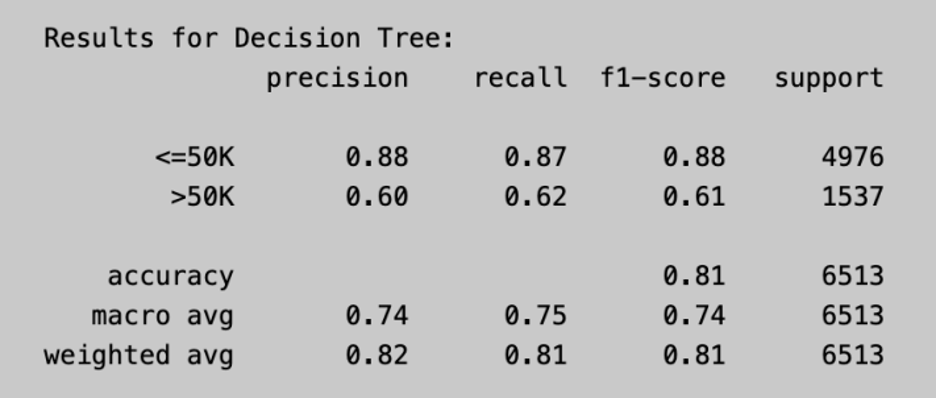 Results for Decision Tree:
precision recall f1-score support
<=50K 0.88 0.87 0.88 4976
>50K 0.60 0.62 0.61 1537
accuracy 0.81 6513
macro avg 0.74 0.75 0.74 6513
weighted avg 0.82 0.81 0.81 6513